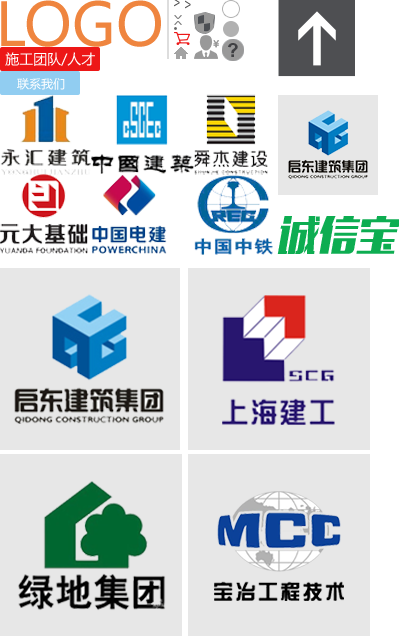 LOGO
施工团队/人才
联系我们
永汇建筑
YONGHUIJIANZHU
CSCEC
中國建築
舜杰建设
SHUNJIE CONSTRUCTION
启东建筑集团
QIDONG CONSTRUCTION GROUP
元大基础
YUANDA FOUNDATION
中国电建
POWERCHINA
CREC
中国中铁
诚信宝
启东建筑集团
QIDONG CONSTRUCTION GROUP
SCG
上海建工
绿地集团
MCC
宝冶工程技术